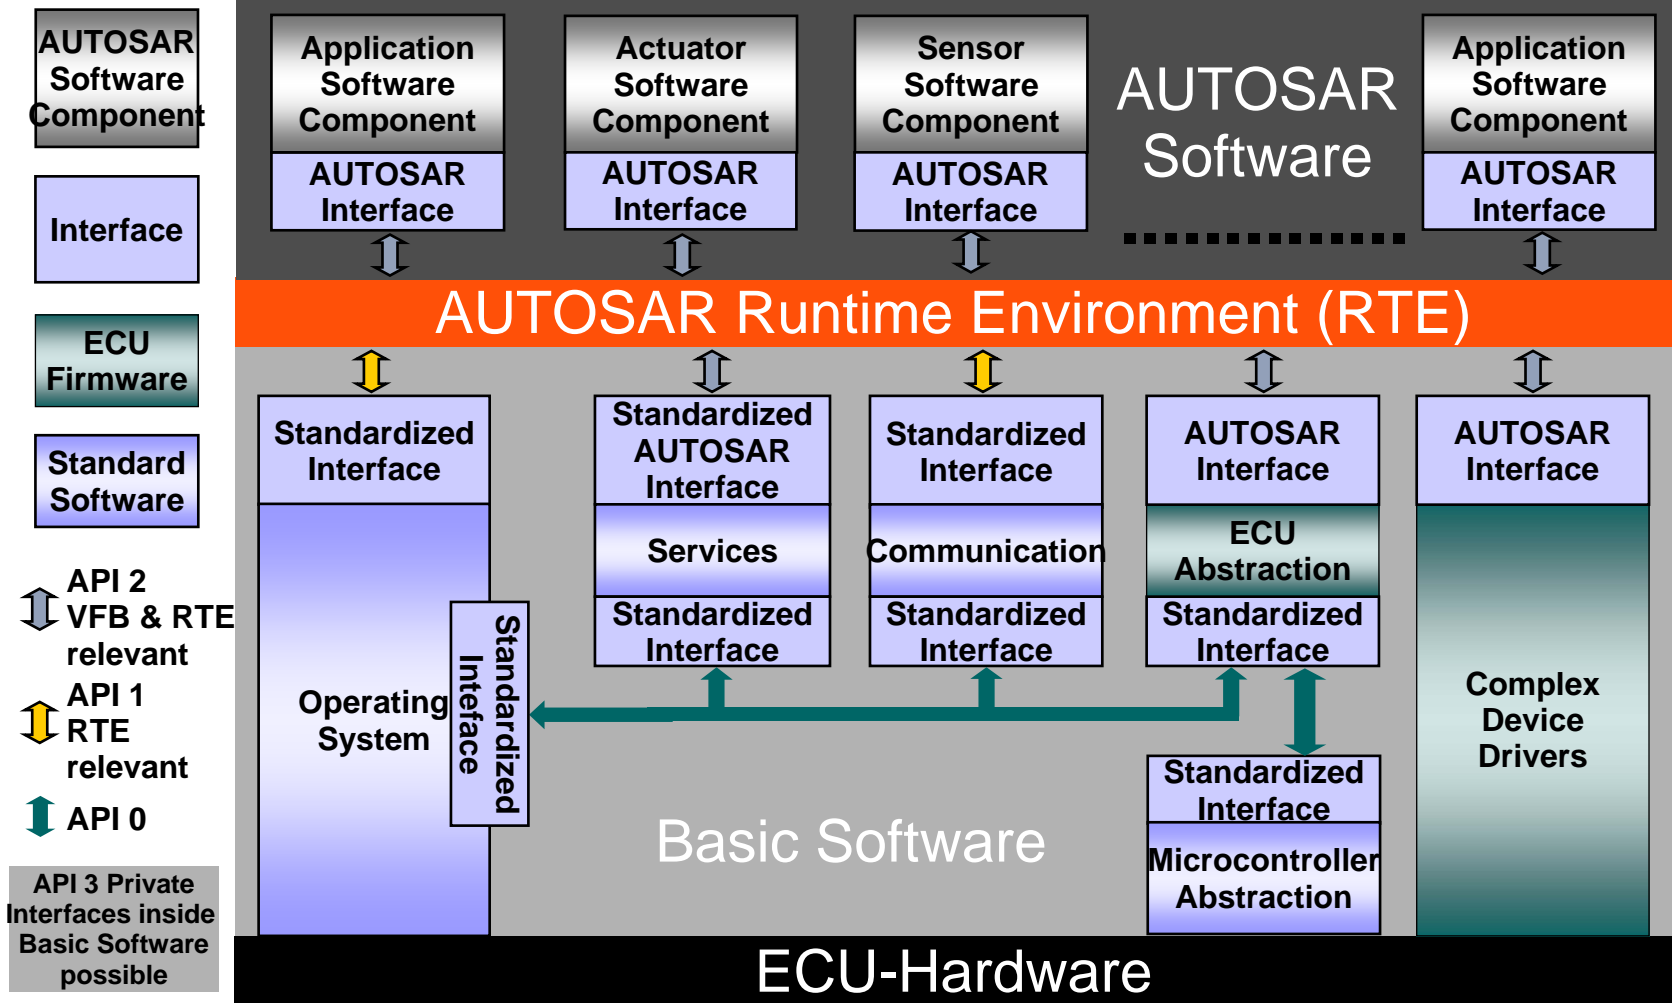 AUTOSAR
Software
Component
Interface
ECU
Firmware
Standard
Software
API 2
VFB & RTE
relevant
API 1
RTE
relevant
API 0
API 3 Private
Interfaces inside
Basic Software
possible
Application
Software
Component
AUTOSAR
Interface
Actuator
Software
Component
AUTOSAR
Interface
Sensor
Software
Component
AUTOSAR
Interface
AUTOSAR
Software
Application
Software
Component
AUTOSAR
Interface
AUTOSAR Runtime Environment (RTE)
Standardized
Interface
Operating
System
Standardized
Inteface
Standardized
AUTOSAR
Interface
Services
Standardized
Interface
Standardized
Interface
Communication
Standardized
Interface
AUTOSAR
Interface
ECU
Abstraction
Standardized
Interface
Standardized
Interface
Microcontroller
Abstraction
AUTOSAR
Interface
Complex
Device
Drivers
Basic Software
ECU-Hardware